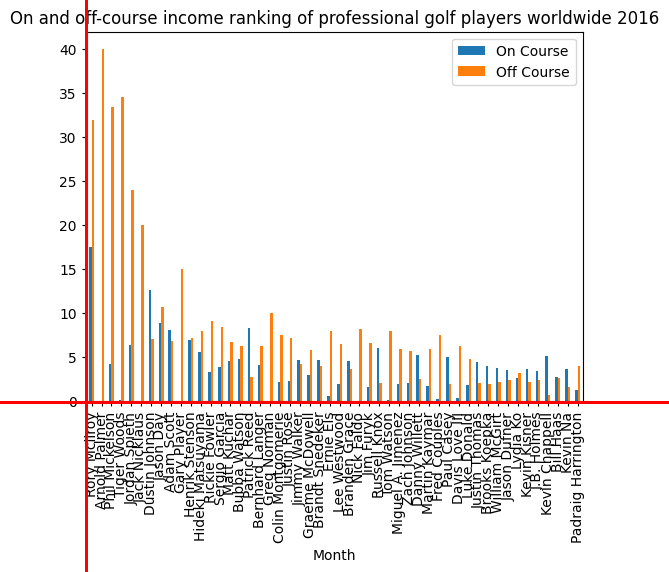 On and off-course income ranking of professional golf players worldwide 2016
On Course
Off Course
40
35
30
25
20
15
10
5
0
Rory McIlroy
Arnold Palmer
Phil Mickelson
Tiger Woods
Jordan Spieth
Jack Nicklaus
Dustin Johnson
Jason Day
Adam Scott
Gary Player
Henrik Stenson
Hideki Matsuyama
Rickie Fowler
Sergio Garcia
Matt Kuchar
Bubba Watson
Patrick Reed
Bernhard Langer
Greg Norman
Colin Montgomerie
Justin Rose
Jimmy Walker
Graeme McDowell
Brandt Snedeker
Ernie Els
Lee Westwood
Branden Grace
Nick Faldo
Jim Furyk
Russell Knox
Tom Watson
Miguel A. Jimenez
Zach Johnson
Danny Willett
Martin Kaymar
Fred Couples
Paul Casey
Davis Love III
Luke Donald
Justin Thomas
Brooks Koepka
William McGirt
Jason Dufner
Lydia Ko
Kevin Kisner
J.B. Holmes
Kevin Chappell
Bill Haas
Kevin Na
Padraig Harrington
Month